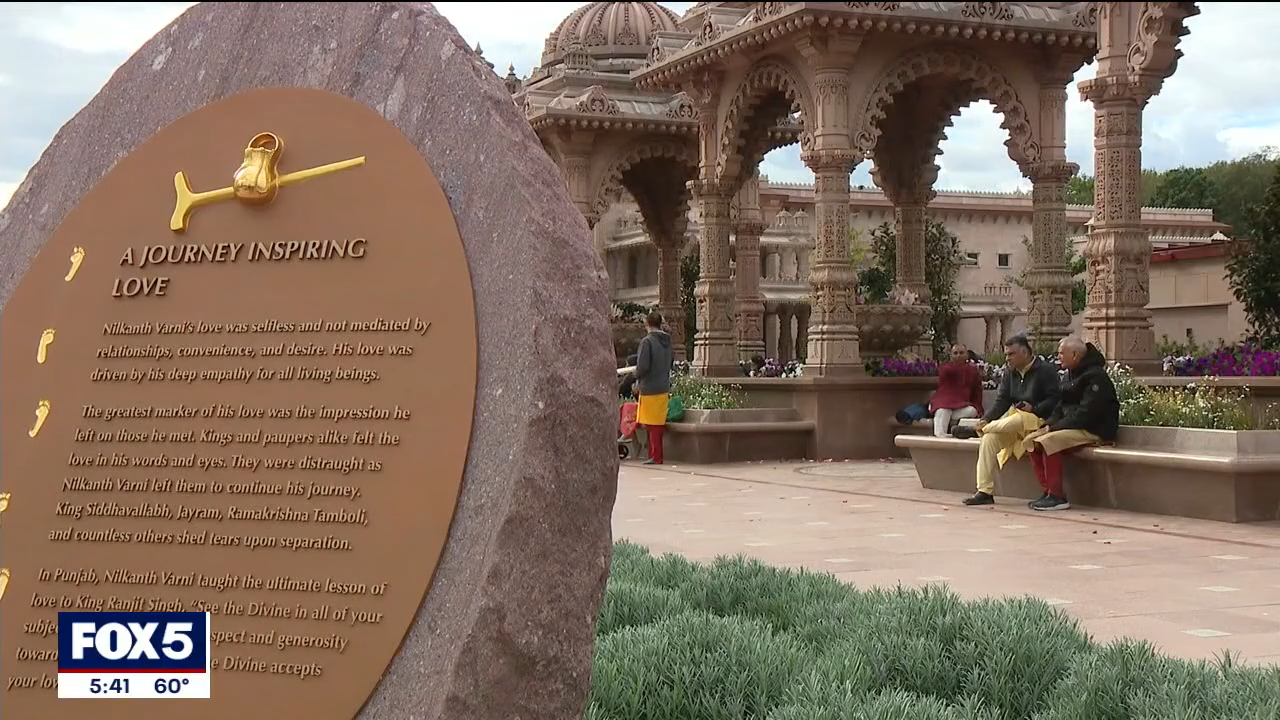 A JOURNEY INSPIRING
LOVE
Nilkanth Varni's love was selfless and not mediated by
relationships, convenience, and desire. His love was
driven by his deep empathy for all living beings.
The greatest marker of his love was the impression he
left on those he met. Kings and paupers alike felt the
love in his words and eyes. They were distraught as
Nilkanth Varni left them to continue his journey.
King Siddhavallabh, Jayram, Ramakrishna Tamboli,
and countless others shed tears upon separation.
In Punjab, Nilkanth Varni taught the ultimate lesson of
love to King Ranjit Singh. "See the Divine in all of your
and generosity
Divine accepts
your
FOX 5
5:41 60°